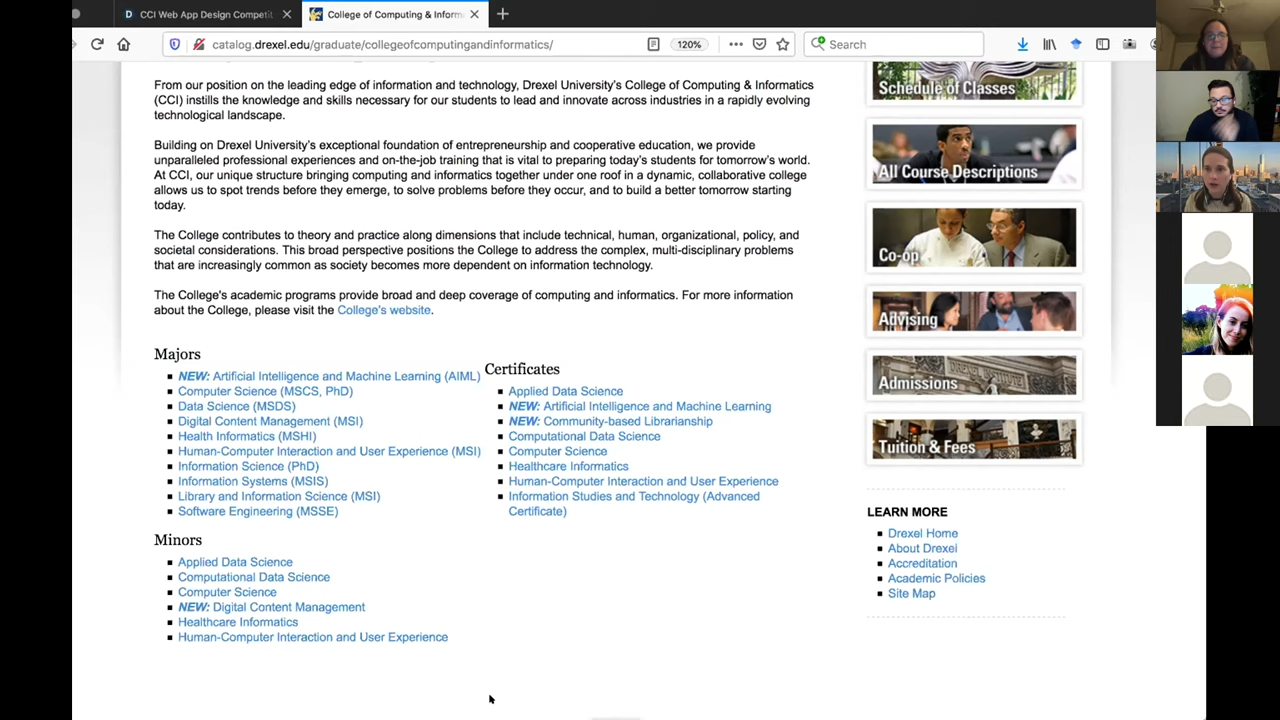 CCI Web App Design Competit
College of Computing & Inform
catalog.drexel.edu/graduate/collegeofcomputingandinformatics/
120%
Search
From our position on the leading edge of information and technology, Drexel University's College of Computing & Informatics
(CCI) instills the knowledge and skills necessary for our students to lead and innovate across industries in a rapidly evolving
technological landscape.
Building on Drexel University's exceptional foundation of entrepreneurship and cooperative education, we provide
unparalleled professional experiences and on-the-job training that is vital to preparing today's students for tomorrow's world.
At CCI, our unique structure bringing computing and informatics together under one roof in a dynamic, collaborative college
allows us to spot trends before they emerge, to solve problems before they occur, and to build a better tomorrow starting
today.
The College contributes to theory and practice along dimensions that include technical, human, organizational, policy, and
societal considerations. This broad perspective positions the College to address the complex, multi-disciplinary problems
that are increasingly common as society becomes more dependent on information technology.
The College's academic programs provide broad and deep coverage of computing and informatics. For more information
about the College, please visit the College's website.
Majors
NEW: Artificial Intelligence and Machine Learning (AIML)
Computer Science (MSCS, PhD)
Data Science (MSDS)
Digital Content Management (MSI)
Health Informatics (MSHI)
Human-Computer Interaction and User Experience (MSI)
Information Science (PhD)
Information Systems (MSIS)
Library and Information Science (MSI)
Software Engineering (MSSE)
Minors
Applied Data Science
Computational Data Science
Computer Science
NEW: Digital Content Management
Healthcare Informatics
Human-Computer Interaction and User Experience
Certificates
Applied Data Science
NEW: Artificial Intelligence and Machine Learning
NEW: Community-based Librarianship
Computational Data Science
Computer Science
Healthcare Informatics
Human-Computer Interaction and User Experience
Information Studies and Technology (Advanced
Certificate)
Schedule of Classes
All Course Descriptions
Co-op
Advising
Admissions
Tuition & Fees
LEARN MORE
Drexel Home
About Drexel
Accreditation
Academic Policies
Site Map